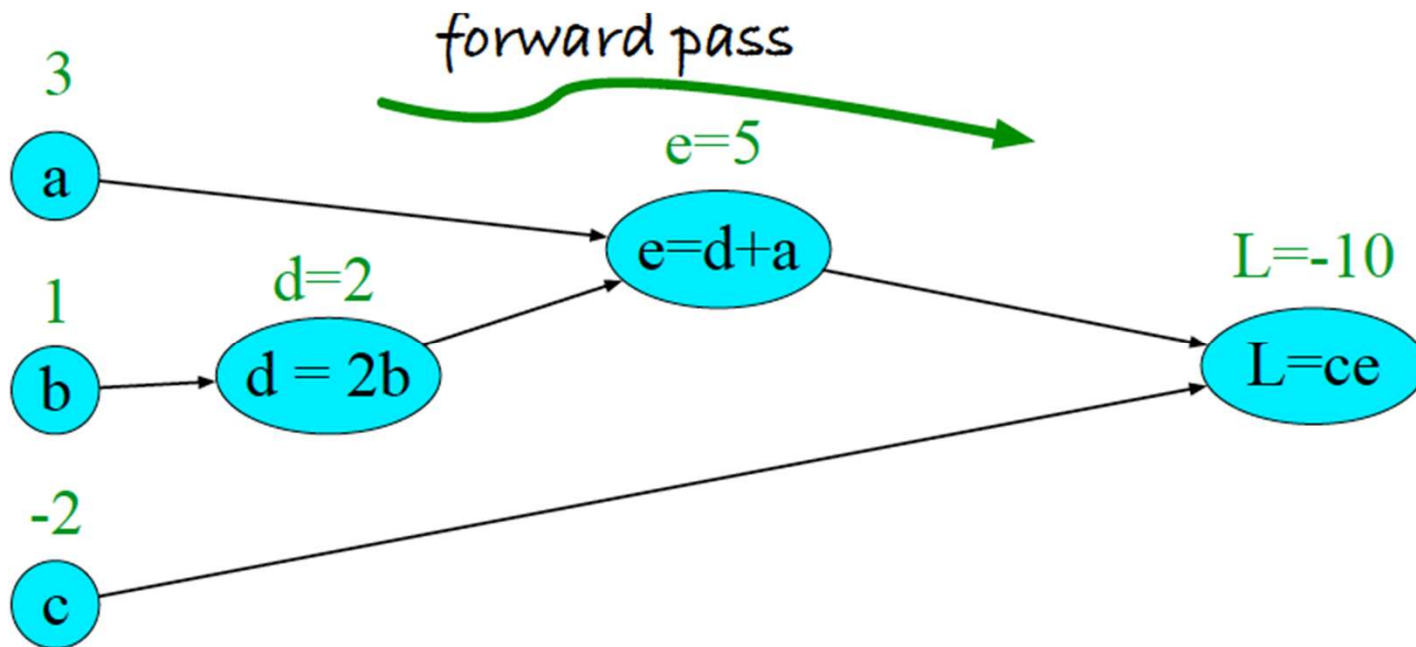 forward pass
3
a
e=5
e=d+a
1
b
d=2
d = 2b
L=-10
L=ce
-2
c